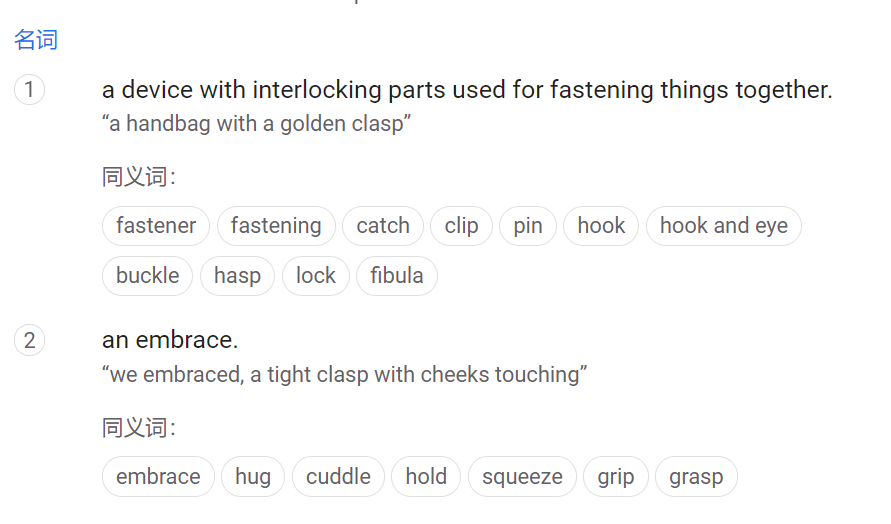 名词
1 a device with interlocking parts used for fastening things together.
“a handbag with a golden clasp”
同义词：
fastener fastening catch clip pin hook hook and eye
buckle hasp lock fibula
2 an embrace.
“we embraced, a tight clasp with cheeks touching”
同义词：
embrace hug cuddle hold squeeze grip grasp